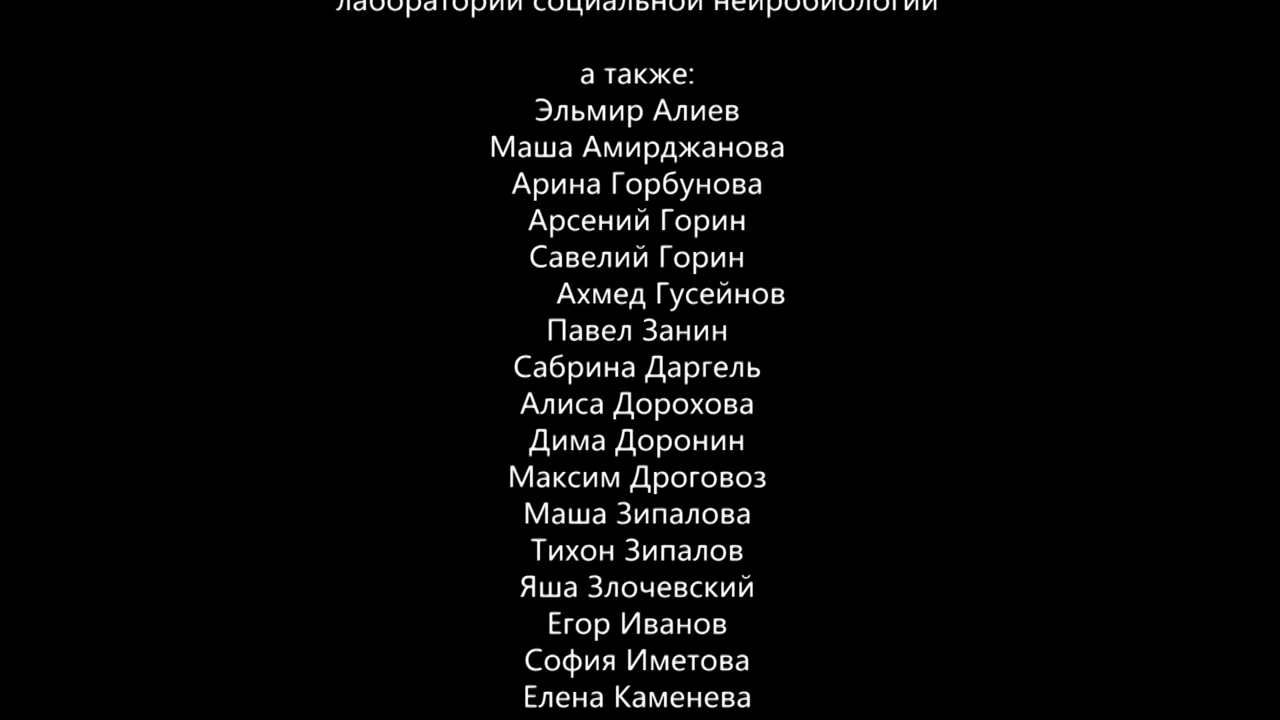 лаборатории социальной нейробиологии
а также:
Эльмир Алиев
Маша Амирджанова
Арина Горбунова
Арсений Горин
Савелий Горин
Ахмед Гусейнов
Павел Занин
Сабрина Даргель
Алиса Дорохова
Дима Доронин
Максим Дроговоз
Маша Зипалова
Тихон Зипалов
Яша Злочевский
Егор Иванов
София Иметова
Елена Каменева